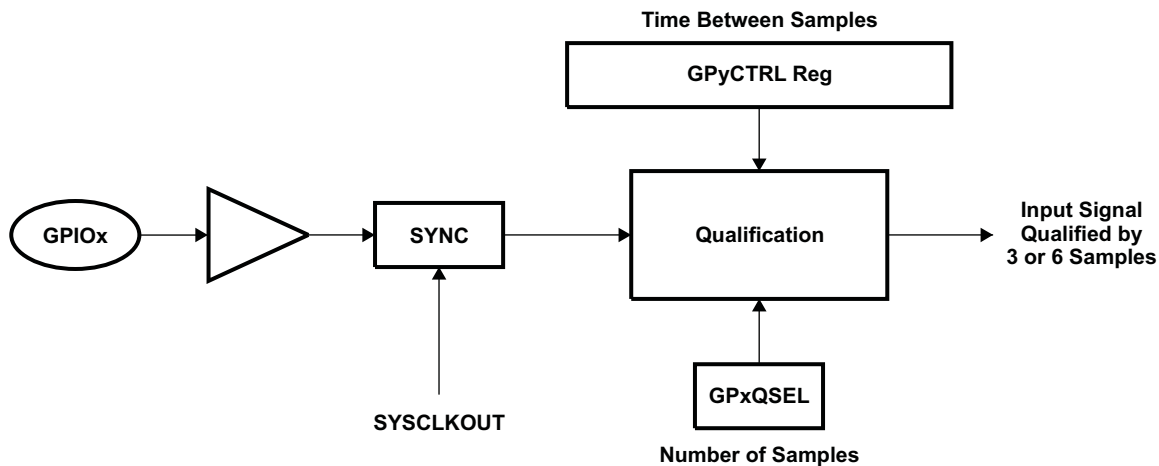 Time Between Samples
GPyCTRL Reg
GPIOx
SYNC
Qualification
Input Signal
Qualified by
3 or 6 Samples
GPxQSEL
SYSCLKOUT
Number of Samples